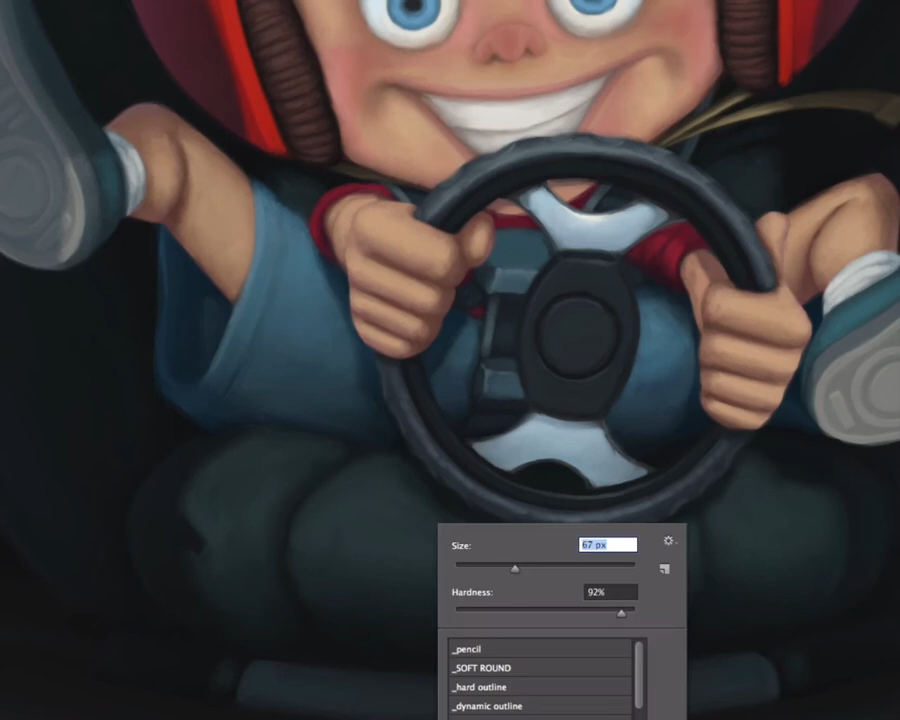 Size:
67 px
Hardness:
92%
_pencil
_SOFT ROUND
_hard outline
_dynamic outline